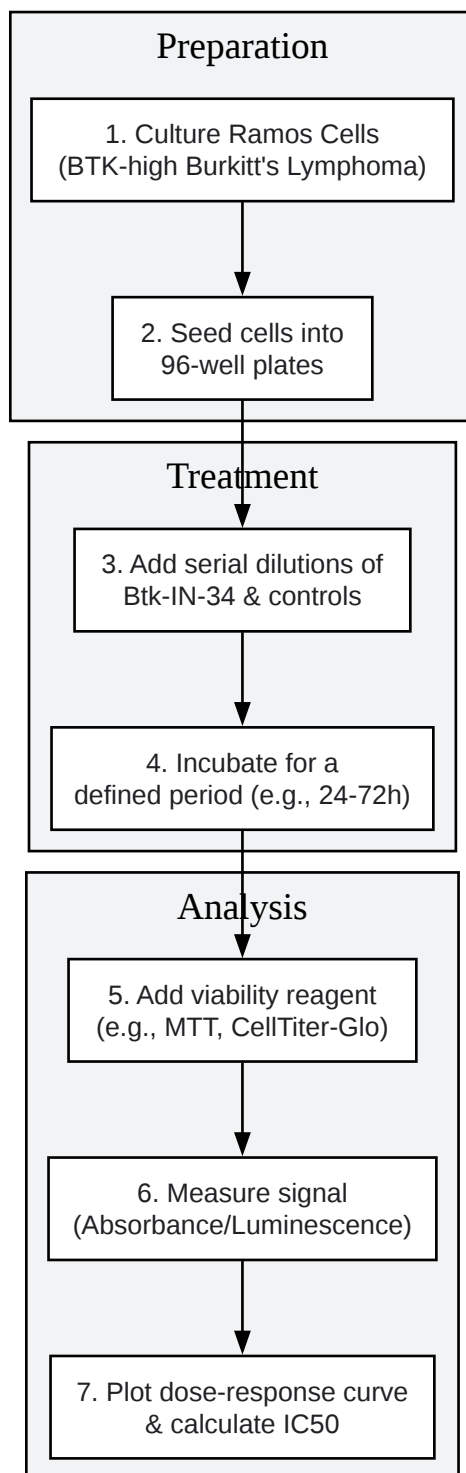 Preparation
1. Culture Ramos Cells
(BTK-high Burkitt's Lymphoma)
2. Seed cells into
96-well plates
Treatment
3. Add serial dilutions of
Btk-IN-34 & controls
4. Incubate for a
defined period (e.g., 24-72h)
Analysis
5. Add viability reagent
(e.g., MTT, CellTiter-Glo)
6. Measure signal
(Absorbance/Luminescence)
7. Plot dose-response curve
& calculate IC50